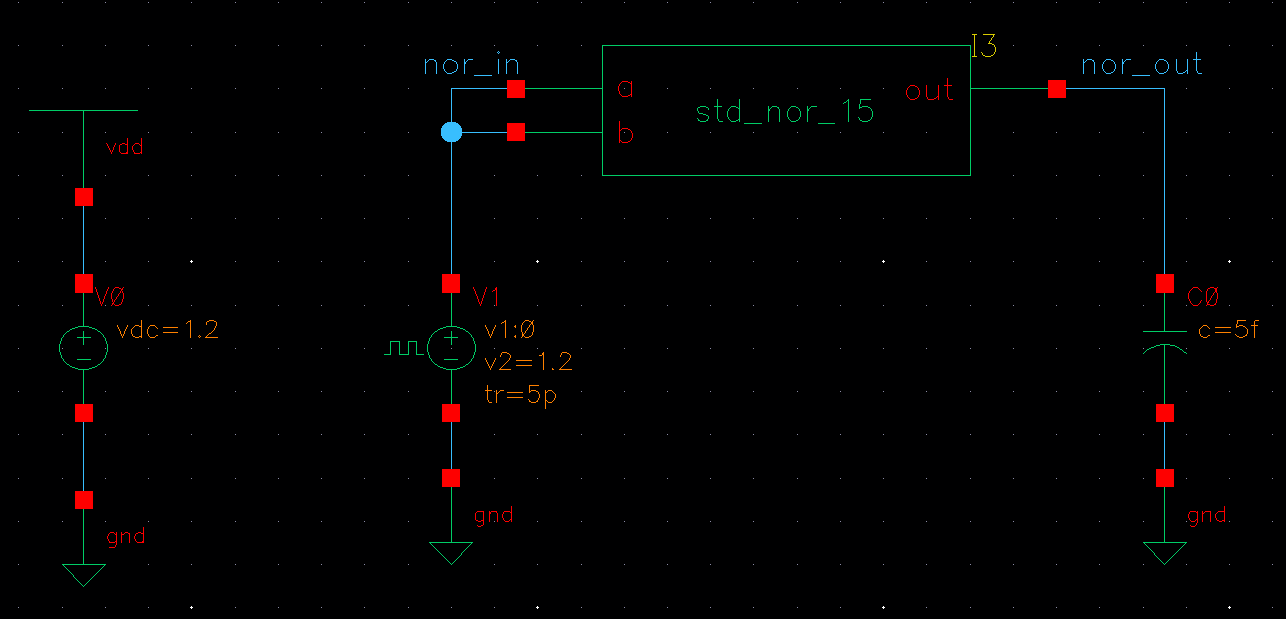 nor_in
a
b
std_nor_15
out
I3
nor_out
vdd
V0
vdc=1.2
gnd
V1
v1:0
v2=1.2
tr=5p
gnd
C0
c=5f
gnd